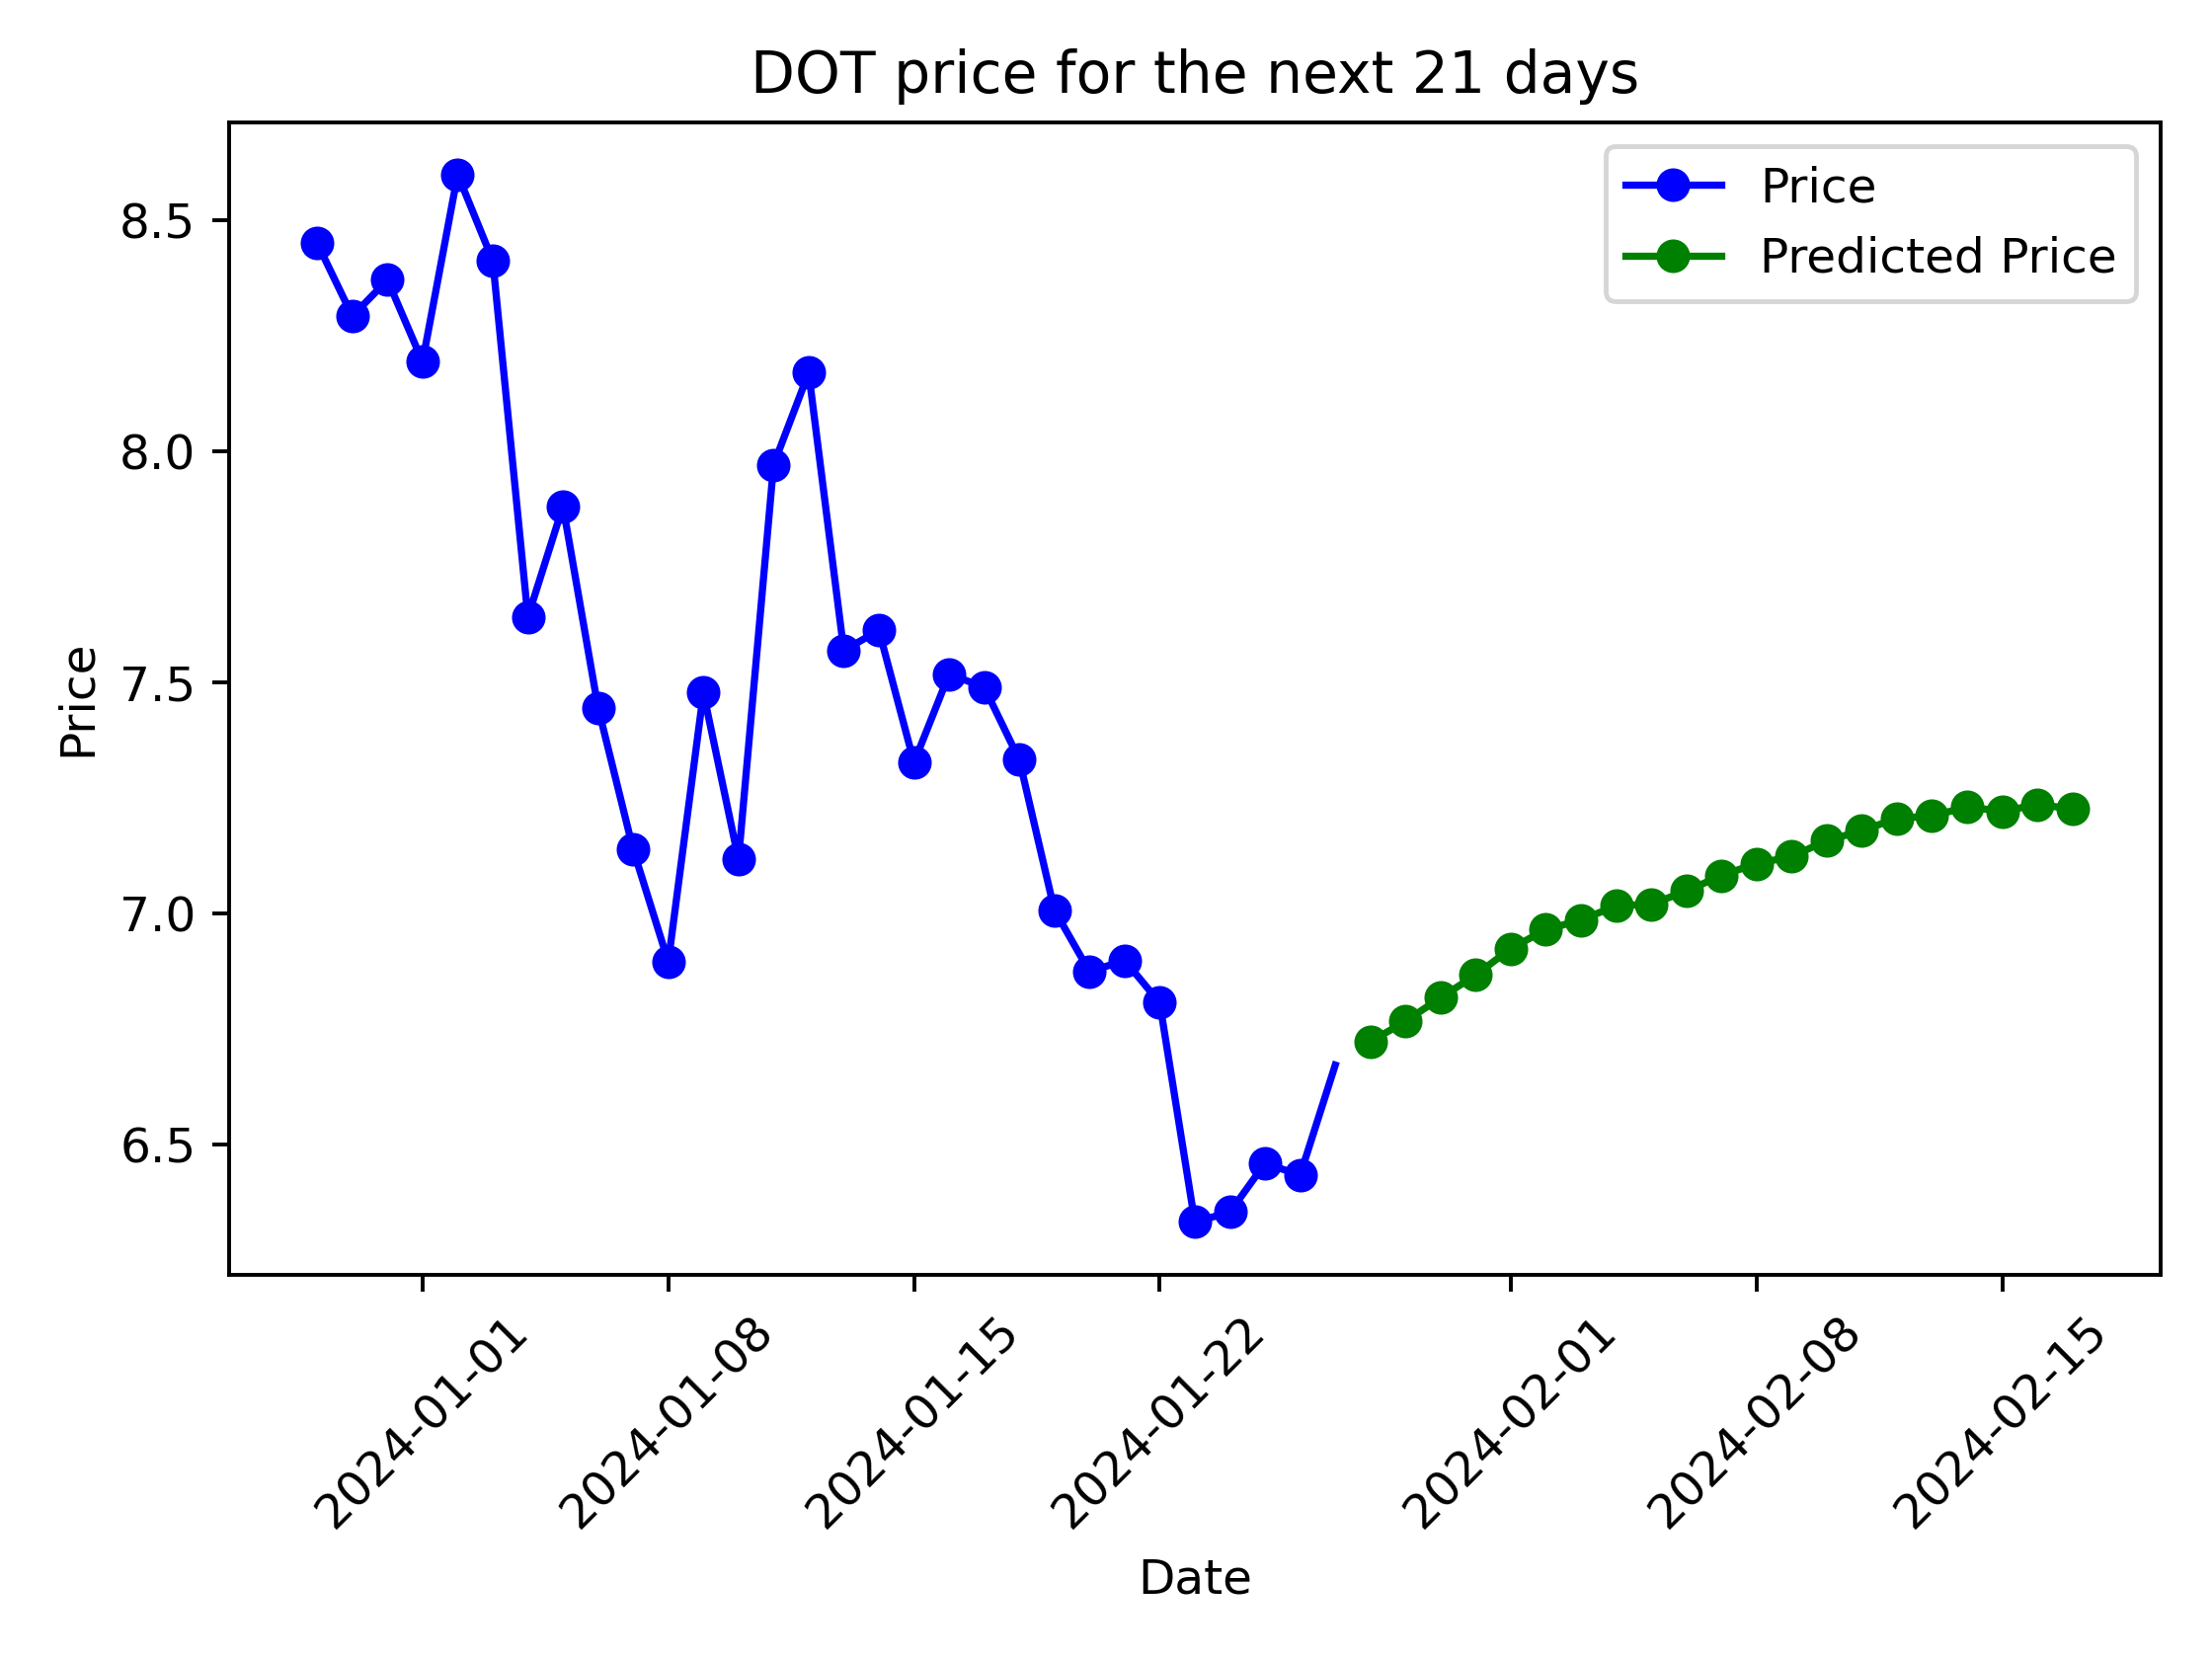 DOT price for the next 21 days
Price
Predicted Price
8.5
8.0
7.5
7.0
6.5
Price
2024-01-01
2024-01-08
2024-01-15
2024-01-22
2024-02-01
2024-02-08
2024-02-15
Date